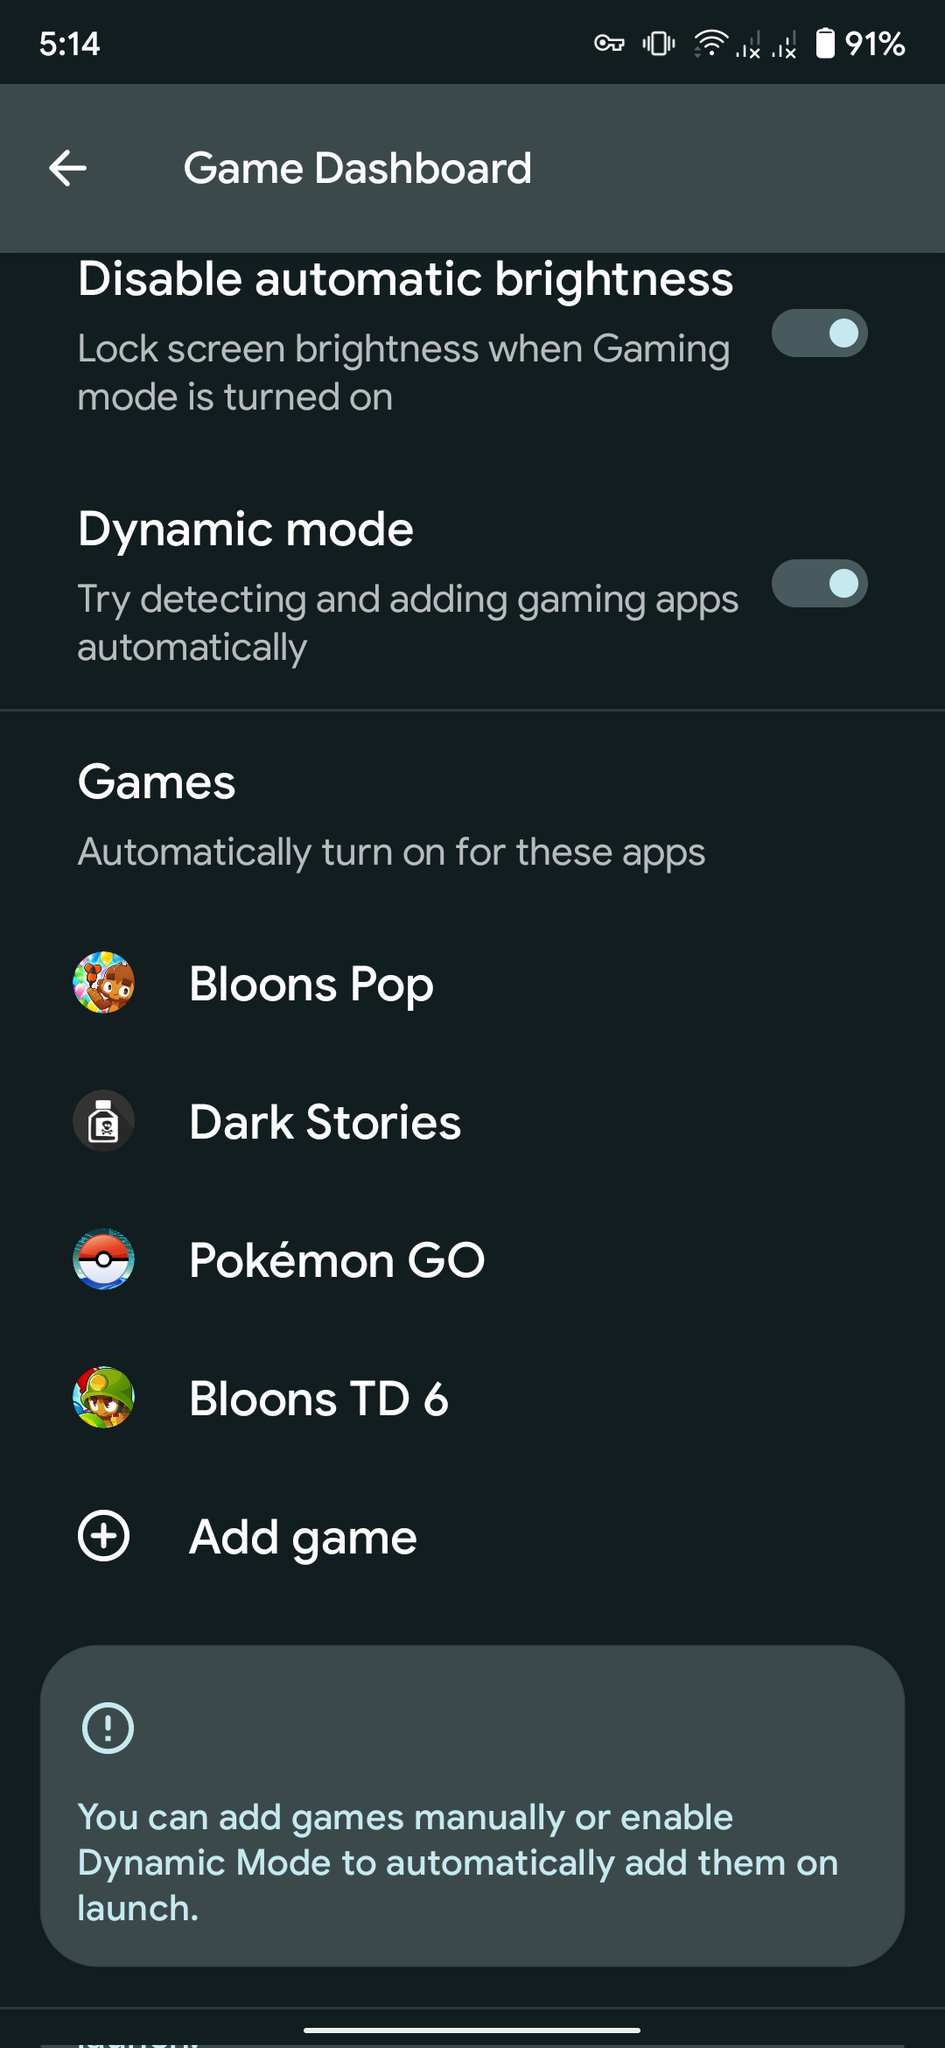 5:14
91%
Game Dashboard
Disable automatic brightness
Lock screen brightness when Gaming
mode is turned on
Dynamic mode
Try detecting and adding gaming apps
automatically
Games
Automatically turn on for these apps
Bloons Pop
Dark Stories
Pokémon GO
Bloons TD 6
Add game
You can add games manually or enable
Dynamic Mode to automatically add them on
launch.